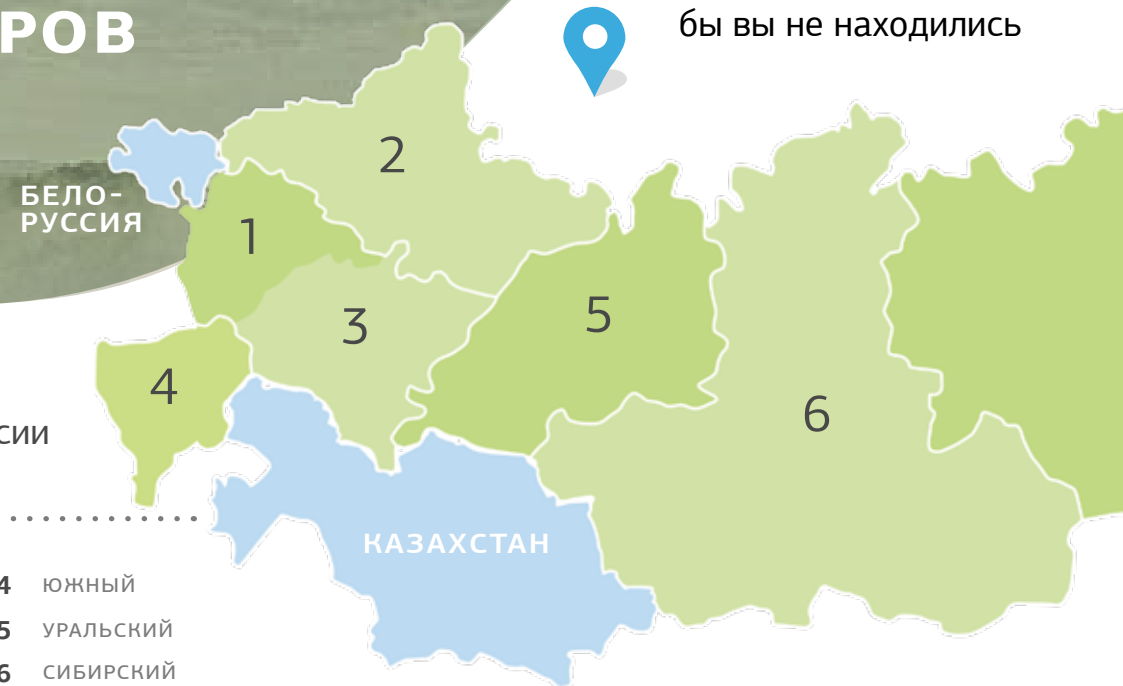 РОВ
бы вы не находились
БЕЛО-
РУССИЯ
2
1
3
5
4
6
СИИ
КАЗАХСТАН
4 ЮЖНЫЙ
5 УРАЛЬСКИЙ
6 СИБИРСКИЙ